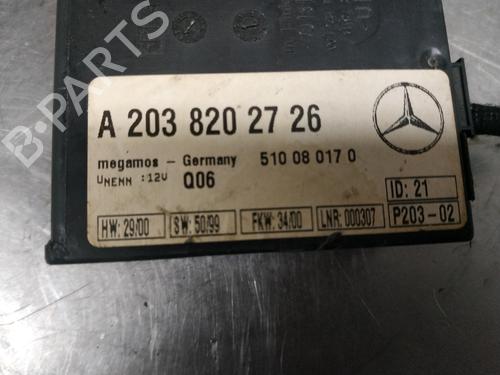 A 203 820 27 26
megamos - Germany 510 08 017 0
UNENN :12V Q06
ID: 21
HW: 29/00 SW: 50/99 FKW: 34/00 LNR: 000307 P203-02
B-PARTS